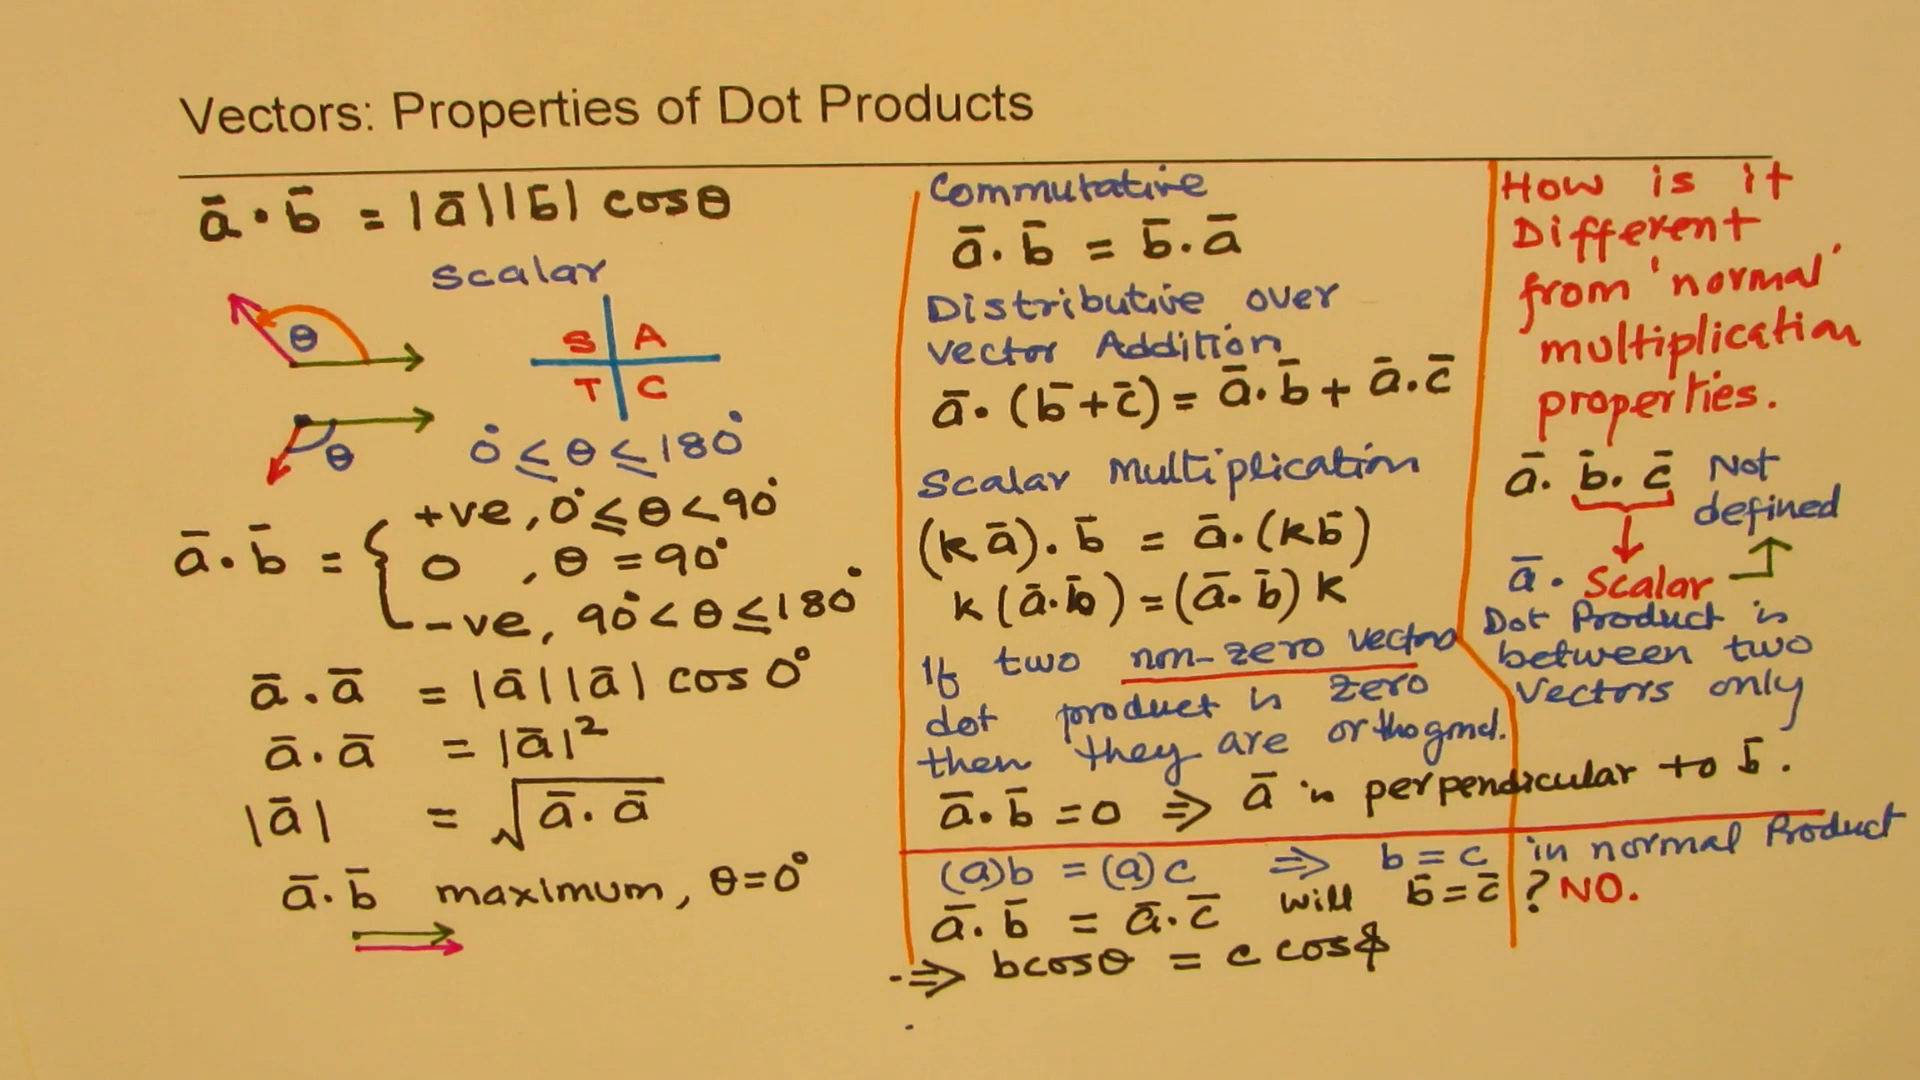 Vectors: Properties of Dot Products
ā · b̄ = |ā||b̄| cosθ
Scalar
θ
S A
T C
θ
0° ≤ θ ≤ 180°
ā · b̄ = { +ve, 0° ≤ θ < 90°
0 , θ = 90°
-ve, 90° < θ ≤ 180°
ā · ā = |ā||ā| cos 0°
ā · ā = |ā|²
|ā| = √ā · ā
ā · b̄ maximum, θ = 0°
Commutative
ā · b̄ = b̄ · ā
Distributive over
Vector Addition
ā · (b̄ + c̄) = ā · b̄ + ā · c̄
Scalar Multiplication
(k ā) · b̄ = ā · (k b̄)
k (ā · b̄) = (ā · b̄) k
If two non-zero vectors
dot product is zero
then they are orthogonal.
ā · b̄ = 0 ⇒ ā is perpendicular to b̄.
(a)b = (a)c ⇒ b = c in normal Product
ā · b̄ = ā · c̄ will b̄ = c̄ ? NO.
⇒ b cosθ = c cosϕ
How is it
Different
from 'normal'
multiplication
properties.
ā · b̄ · c̄ Not
defined
ā · Scalar
Dot Product is
between two
Vectors only